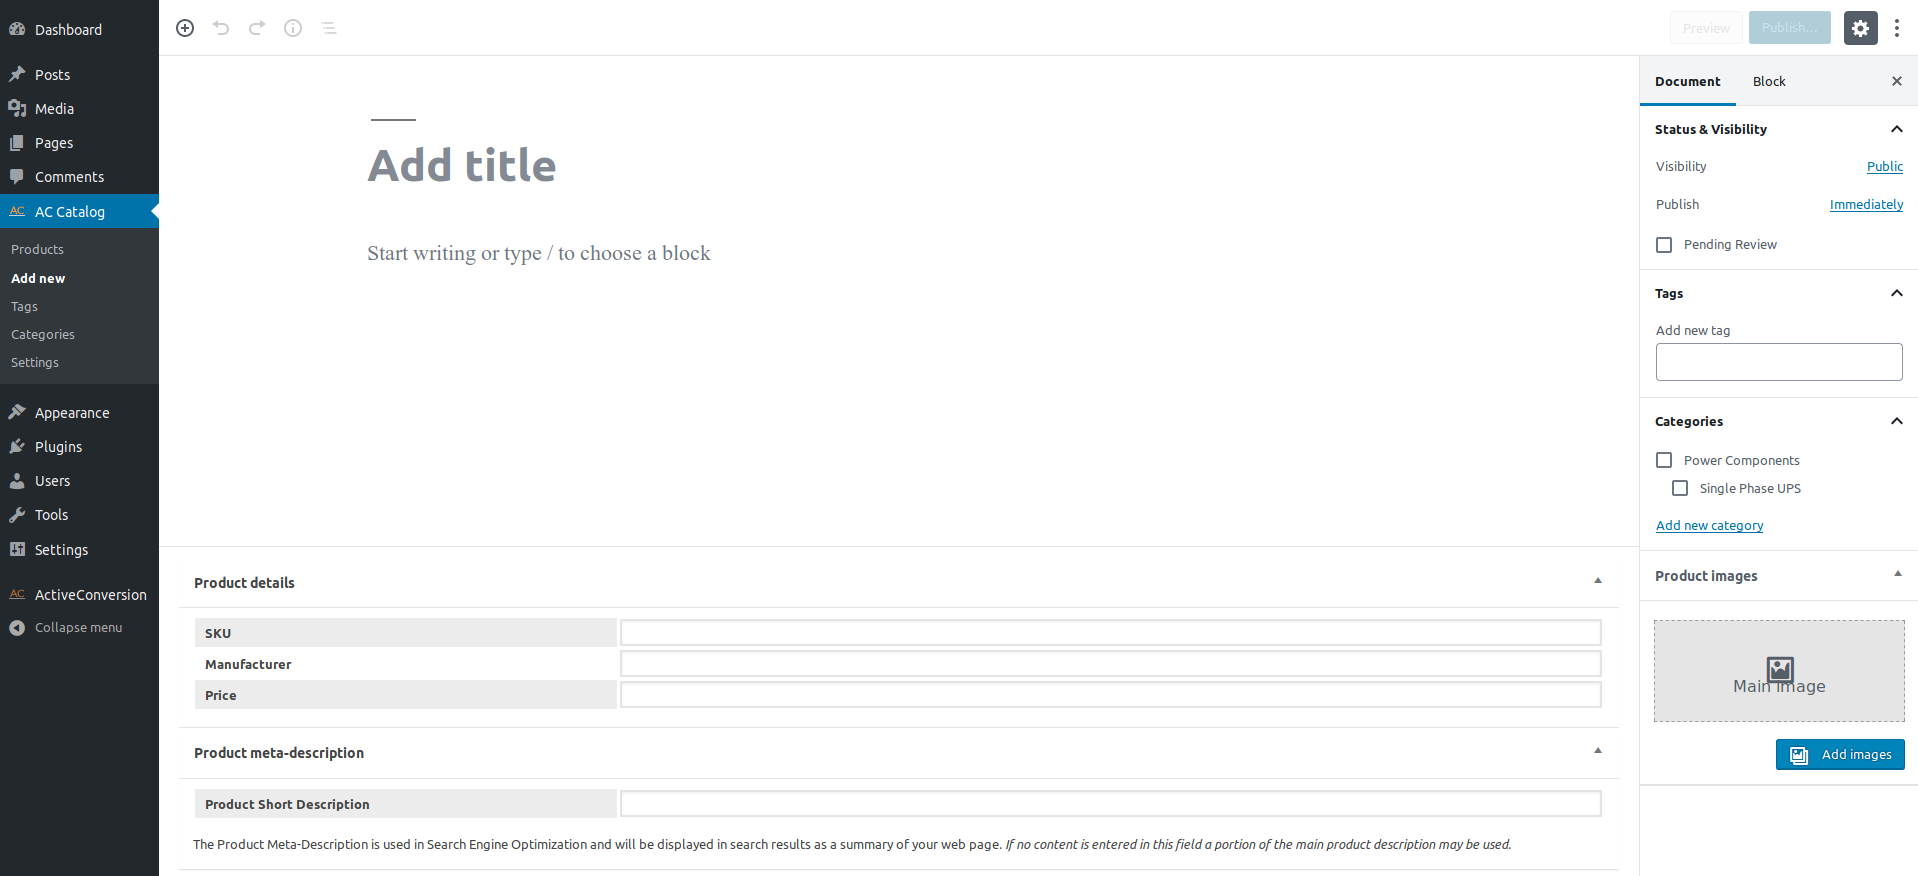 Dashboard
Posts
Media
Pages
Comments
AC AC Catalog
Products
Add new
Tags
Categories
Settings
Appearance
Plugins
Users
Tools
Settings
AC ActiveConversion
Collapse menu
Preview
Publish...
Add title
Start writing or type / to choose a block
Product details
SKU
Manufacturer
Price
Product meta-description
Product Short Description
The Product Meta-Description is used in Search Engine Optimization and will be displayed in search results as a summary of your web page. If no content is entered in this field a portion of the main product description may be used.
Document Block
Status & Visibility
Visibility Public
Publish Immediately
Pending Review
Tags
Add new tag
Categories
Power Components
Single Phase UPS
Add new category
Product images
Main image
Add images